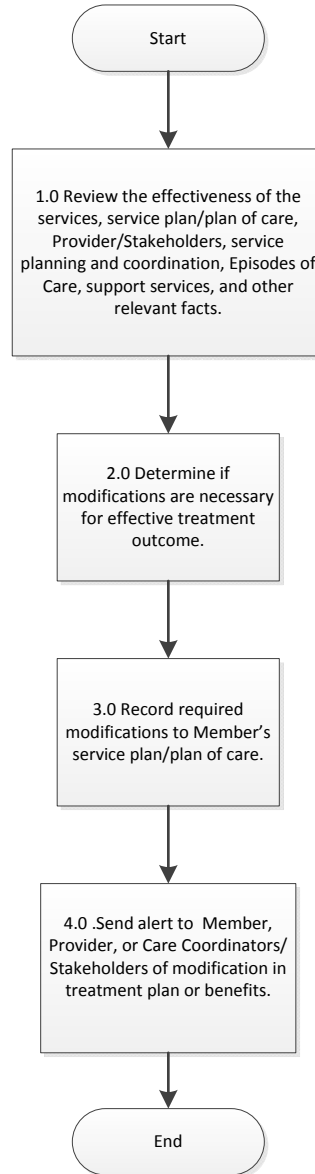 Start
1.0 Review the effectiveness of the
services, service plan/plan of care,
Provider/Stakeholders, service
planning and coordination, Episodes of
Care, support services, and other
relevant facts.
2.0 Determine if
modifications are necessary
for effective treatment
outcome.
3.0 Record required
modifications to Member’s
service plan/plan of care.
4.0 .Send alert to  Member,
Provider, or Care Coordinators/
Stakeholders of modification in
treatment plan or benefits.
End